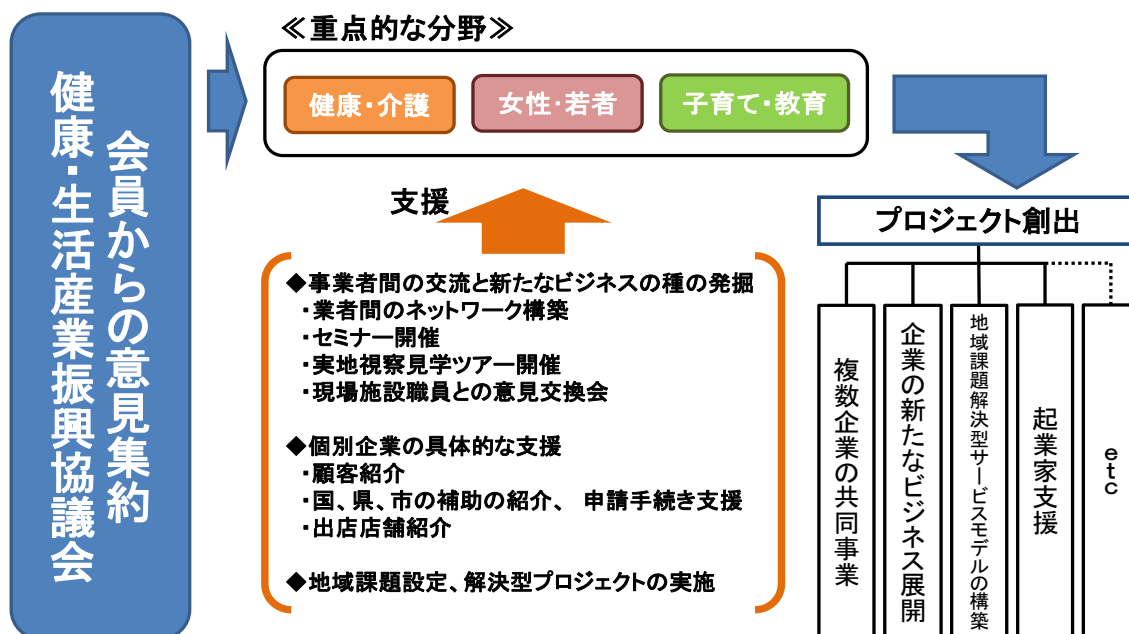 会員からの意見集約
健康・生活産業振興協議会
≪重点的な分野≫
健康・介護
女性・若者
子育て・教育
支援
◆事業者間の交流と新たなビジネスの種の発掘
・業者間のネットワーク構築
・セミナー開催
・実地視察見学ツアー開催
・現場施設職員との意見交換会
◆個別企業の具体的な支援
・顧客紹介
・国、県、市の補助の紹介、 申請手続き支援
・出店店舗紹介
◆地域課題設定、解決型プロジェクトの実施
プロジェクト創出
複数企業の共同事業
企業の新たなビジネス展開
地域課題解決型サービスモデルの構築
起業家支援
etc